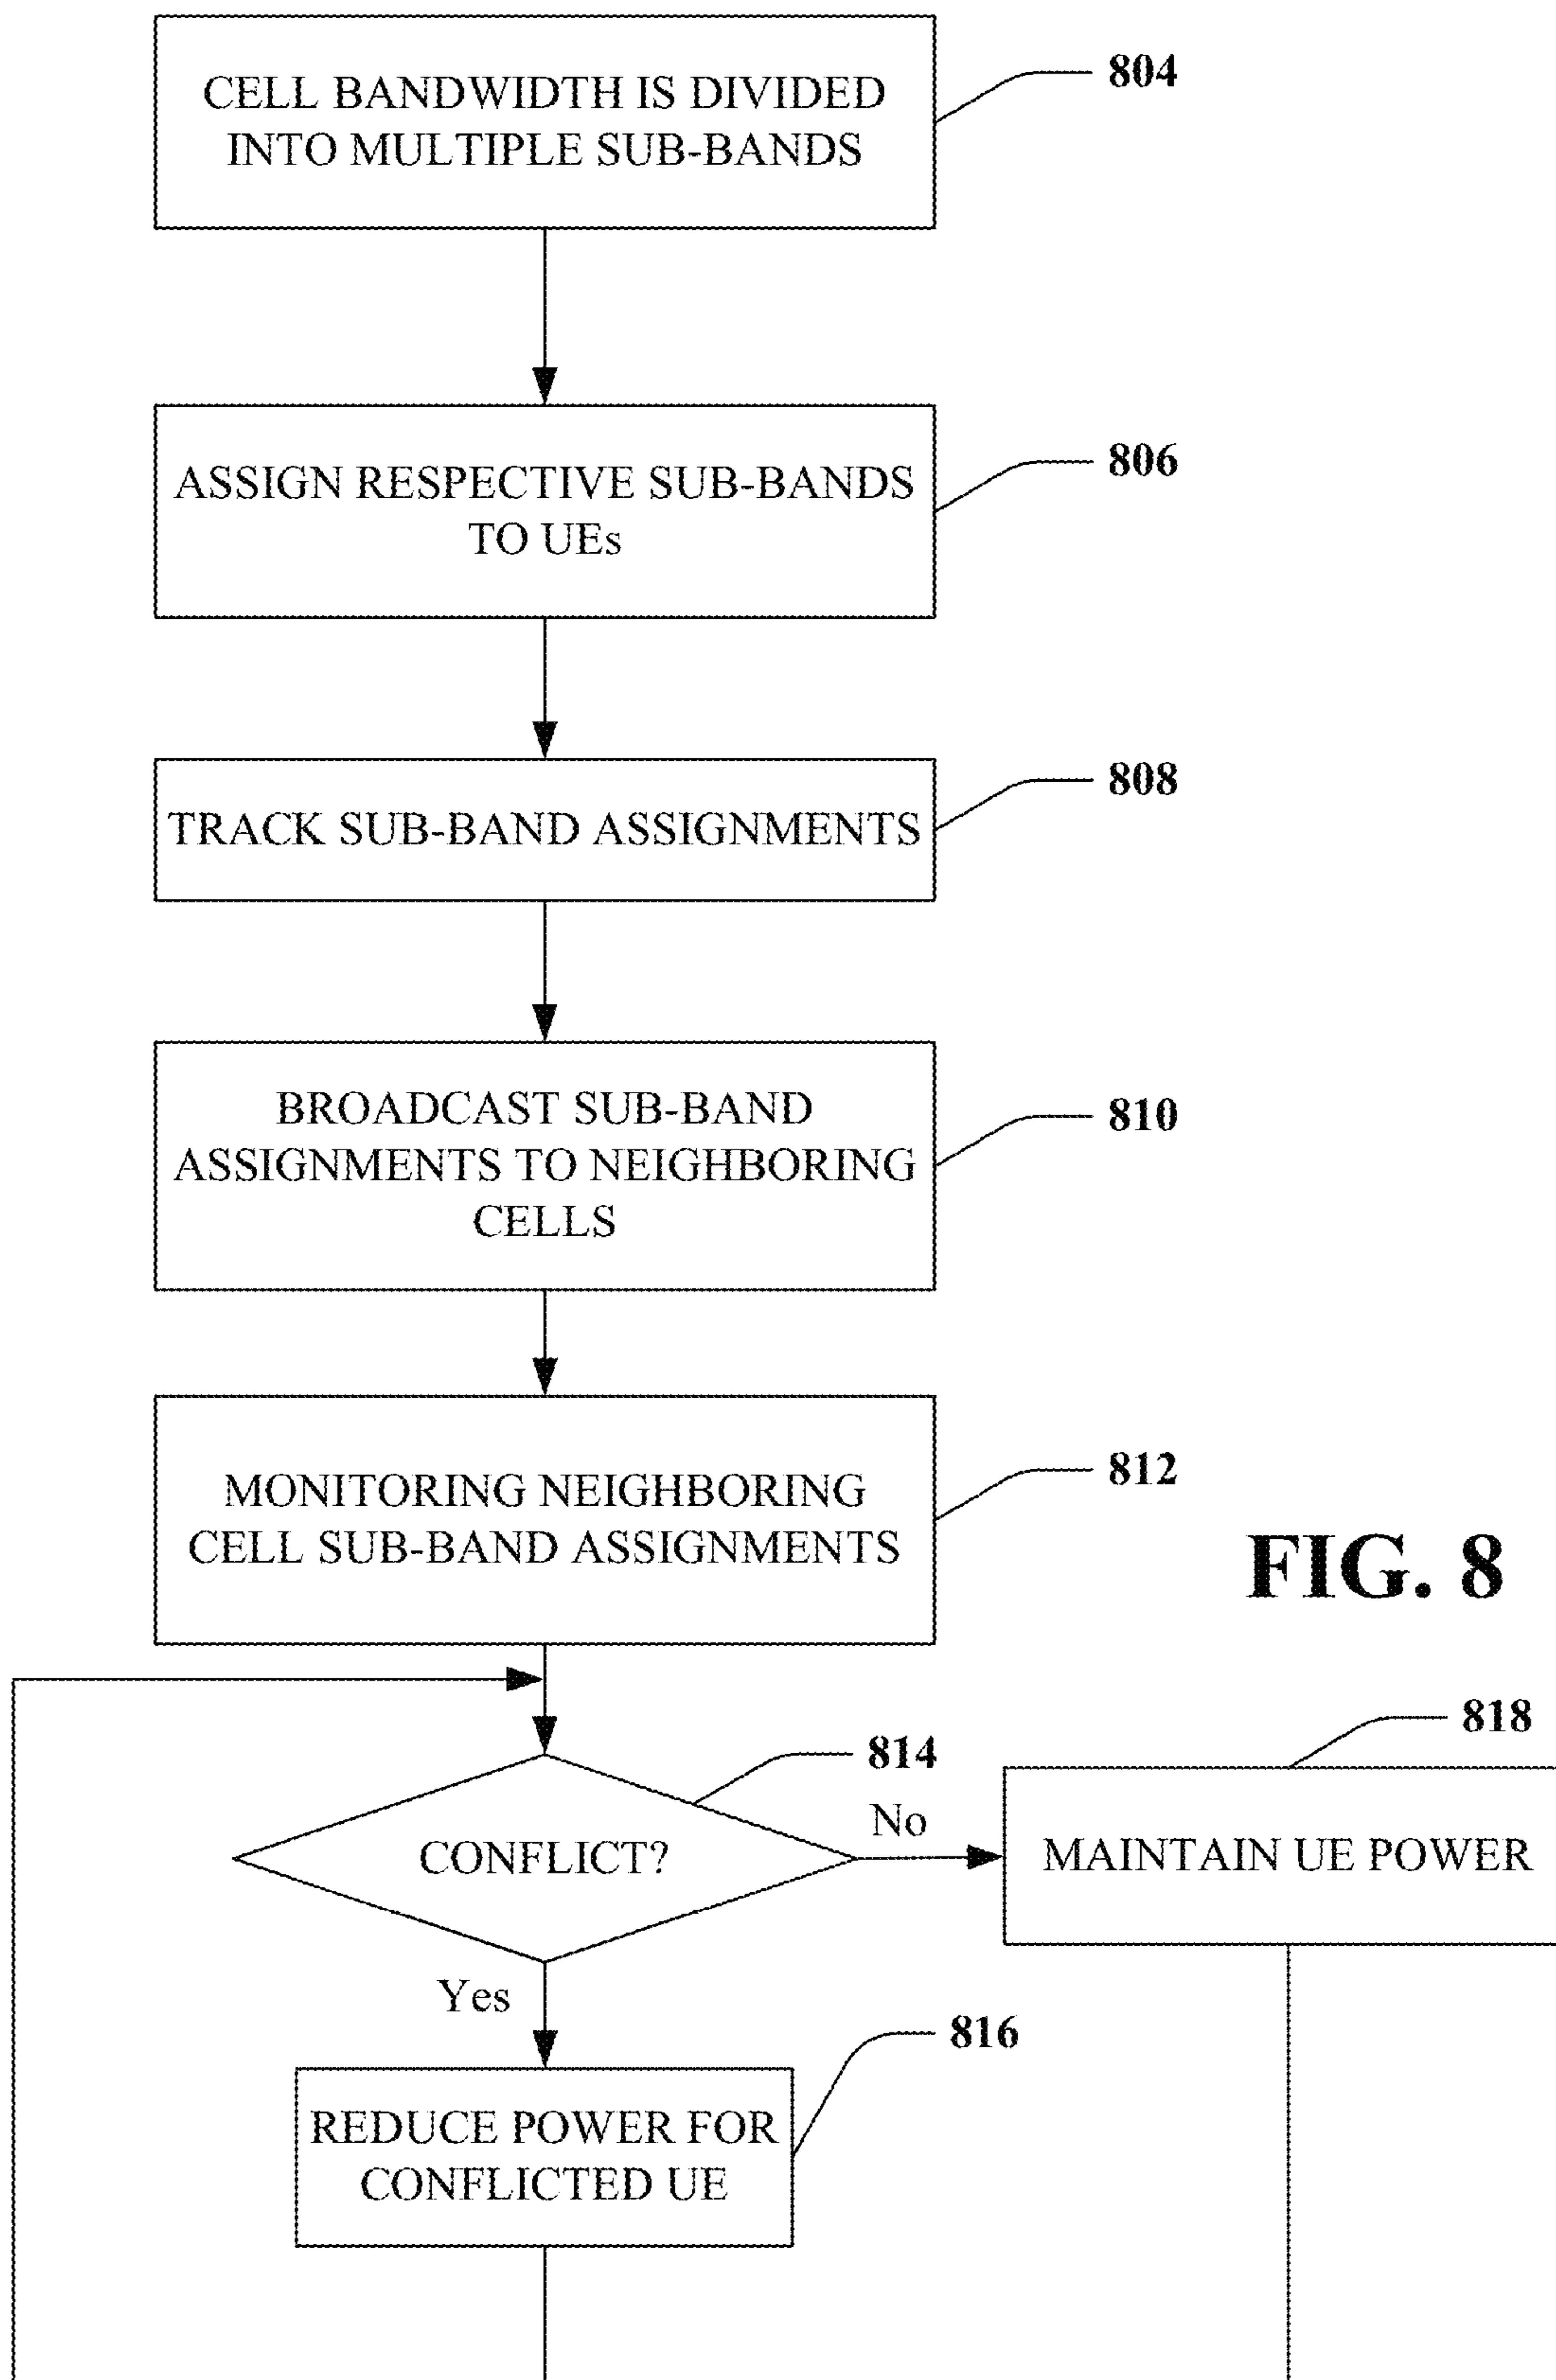 CELL BANDWIDTH IS DIVIDED
INTO MULTIPLE SUB-BANDS
804
ASSIGN RESPECTIVE SUB-BANDS
TO UEs
806
TRACK SUB-BAND ASSIGNMENTS
808
BROADCAST SUB-BAND
ASSIGNMENTS TO NEIGHBORING
CELLS
810
MONITORING NEIGHBORING
CELL SUB-BAND ASSIGNMENTS
812
FIG. 8
CONFLICT?
814
No
MAINTAIN UE POWER
818
Yes
REDUCE POWER FOR
CONFLICTED UE
816